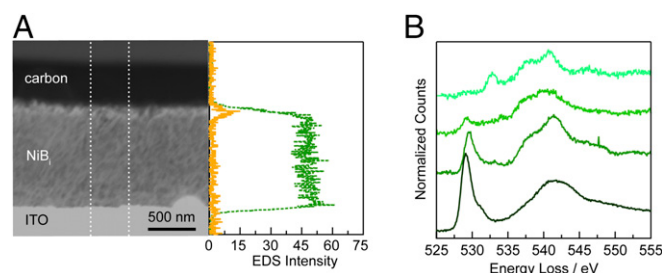 A
carbon
NiBi
ITO
500 nm
0 15 30 45 60 75
EDS Intensity
B
Normalized Counts
525 530 535 540 545 550 555
Energy Loss / eV